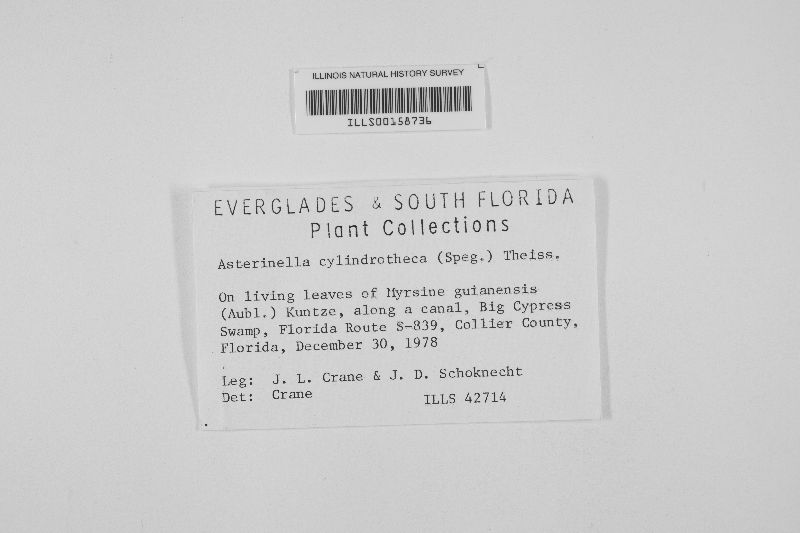 ILLINOIS NATURAL HISTORY SURVEY
ILLS00158736
EVERGLADES & SOUTH FLORIDA
Plant Collections
Asterinella cylindrotheca (Speg.) Theiss.
On living leaves of Myrsine guianensis
(Aubl.) Kuntze, along a canal, Big Cypress
Swamp, Florida Route S-839, Collier County,
Florida, December 30, 1978
Leg: J. L. Crane & J. D. Schoknecht
Det: Crane ILLS 42714